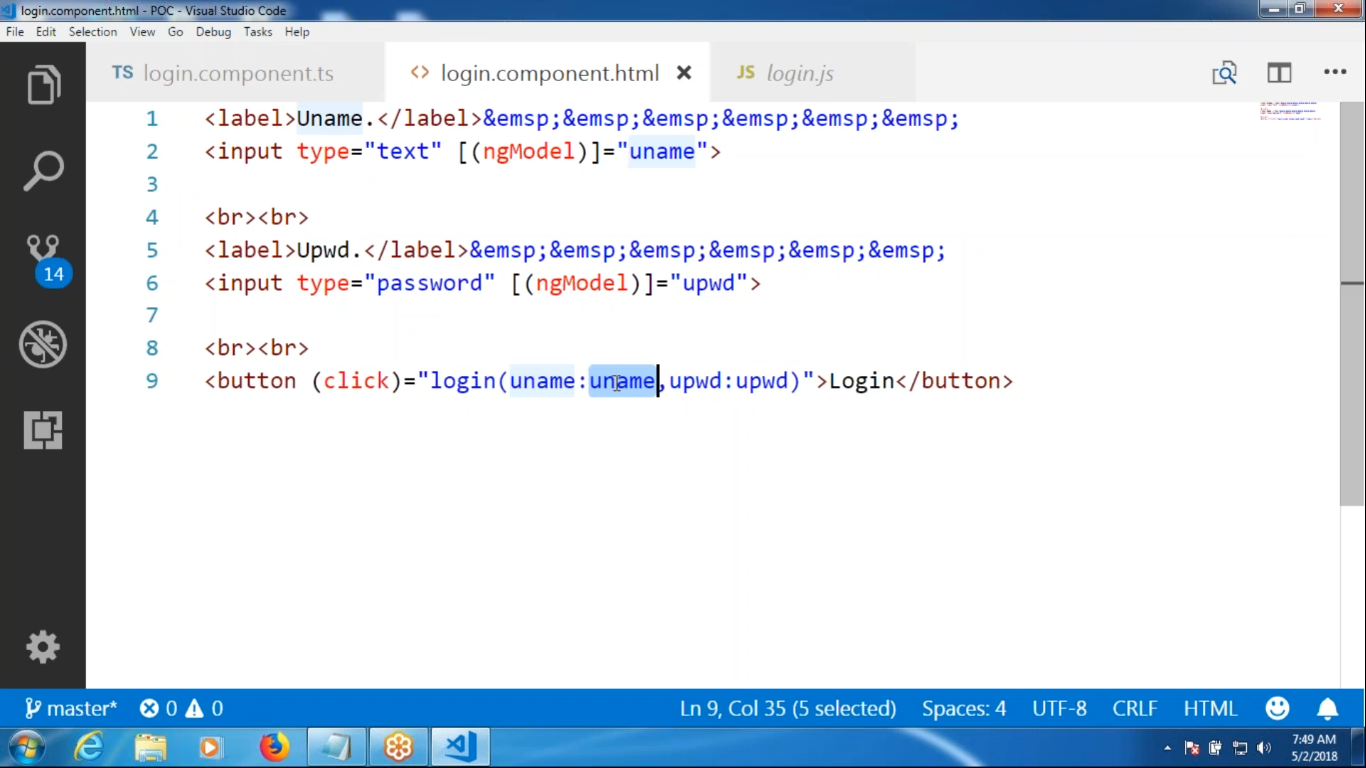 login.component.html - POC - Visual Studio Code
File Edit Selection View Go Debug Tasks Help
TS login.component.ts <> login.component.html JS login.js
1 <label>Uname.</label>&emsp;&emsp;&emsp;&emsp;&emsp;&emsp;
2 <input type="text" [(ngModel)]="uname">
3
4 <br><br>
5 <label>Upwd.</label>&emsp;&emsp;&emsp;&emsp;&emsp;&emsp;
6 <input type="password" [(ngModel)]="upwd">
7
8 <br><br>
9 <button (click)="login(uname:uname,upwd:upwd)">Login</button>
14
master* 0 0 Ln 9, Col 35 (5 selected) Spaces: 4 UTF-8 CRLF HTML
7:49 AM
5/2/2018